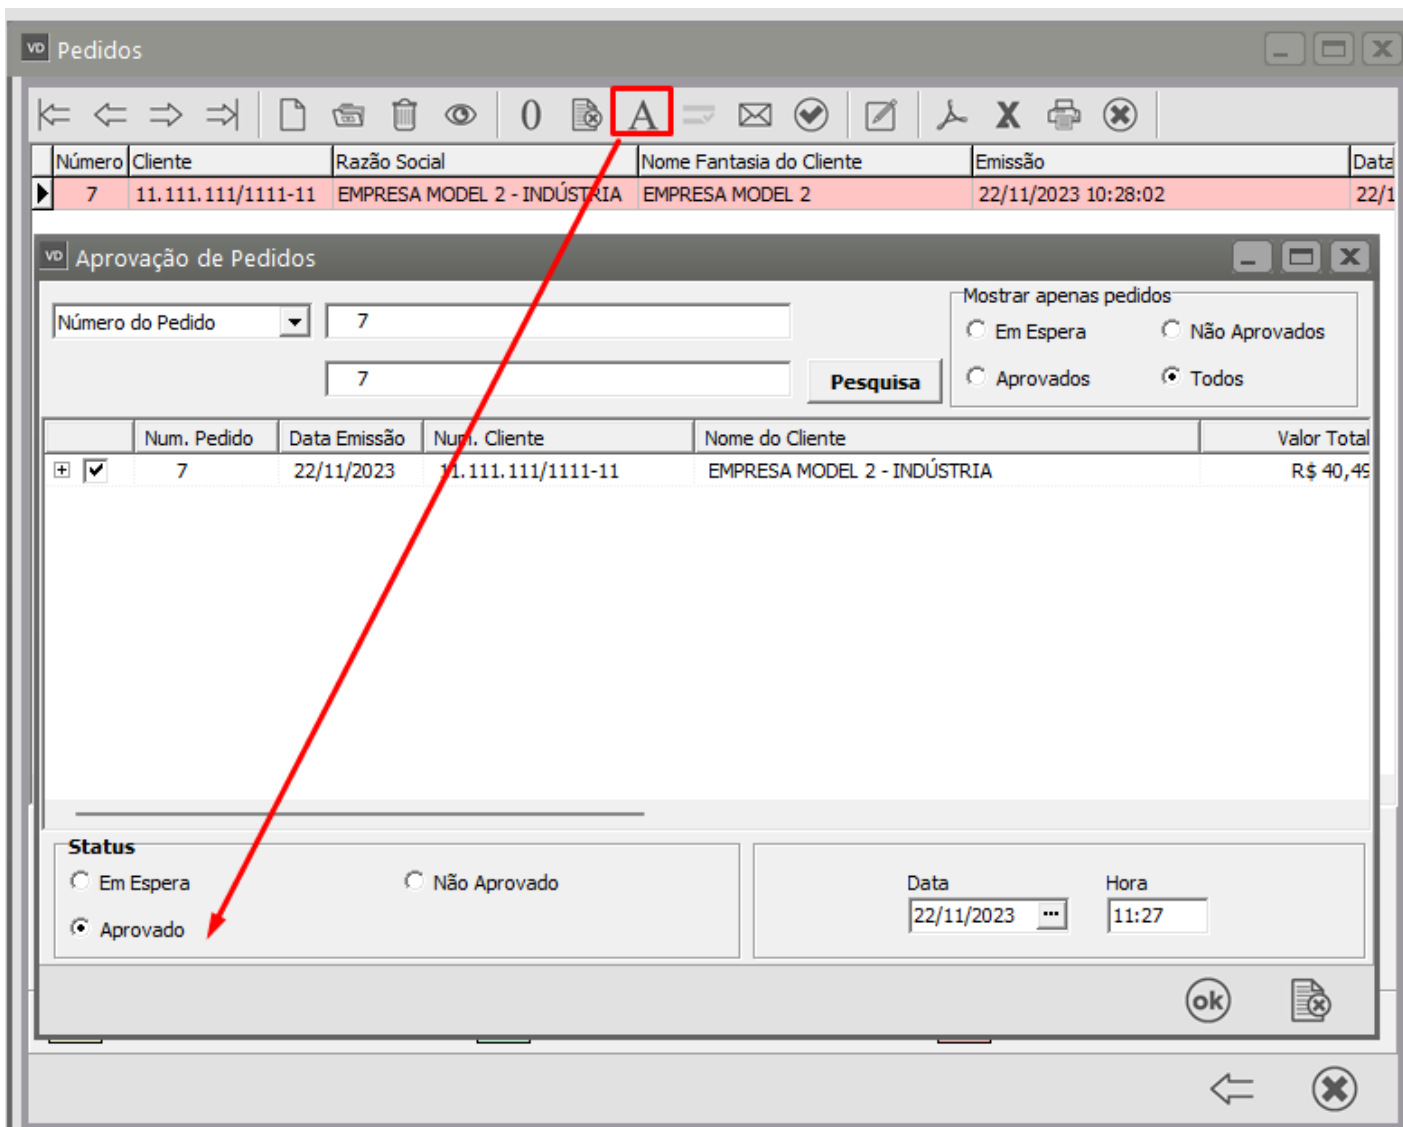 VD Pedidos
0 A X
Número Cliente Razão Social Nome Fantasia do Cliente Emissão Data
7 11.111.111/1111-11 EMPRESA MODEL 2 - INDÚSTRIA EMPRESA MODEL 2 22/11/2023 10:28:02 22/1
VD Aprovação de Pedidos
Mostrar apenas pedidos
Número do Pedido 7 Em Espera Não Aprovados
7 Pesquisa Aprovados Todos
Num. Pedido Data Emissão Num. Cliente Nome do Cliente Valor Total
7 22/11/2023 11.111.111/1111-11 EMPRESA MODEL 2 - INDÚSTRIA R$ 40,49
Status
Em Espera Não Aprovado Data Hora
Aprovado 22/11/2023 ... 11:27
ok